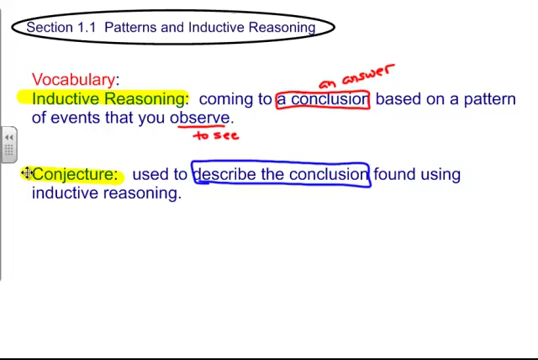 Section 1.1 Patterns and Inductive Reasoning
Vocabulary:
an answer
Inductive Reasoning: coming to a conclusion based on a pattern
of events that you observe.
to see
Conjecture: used to describe the conclusion found using
inductive reasoning.